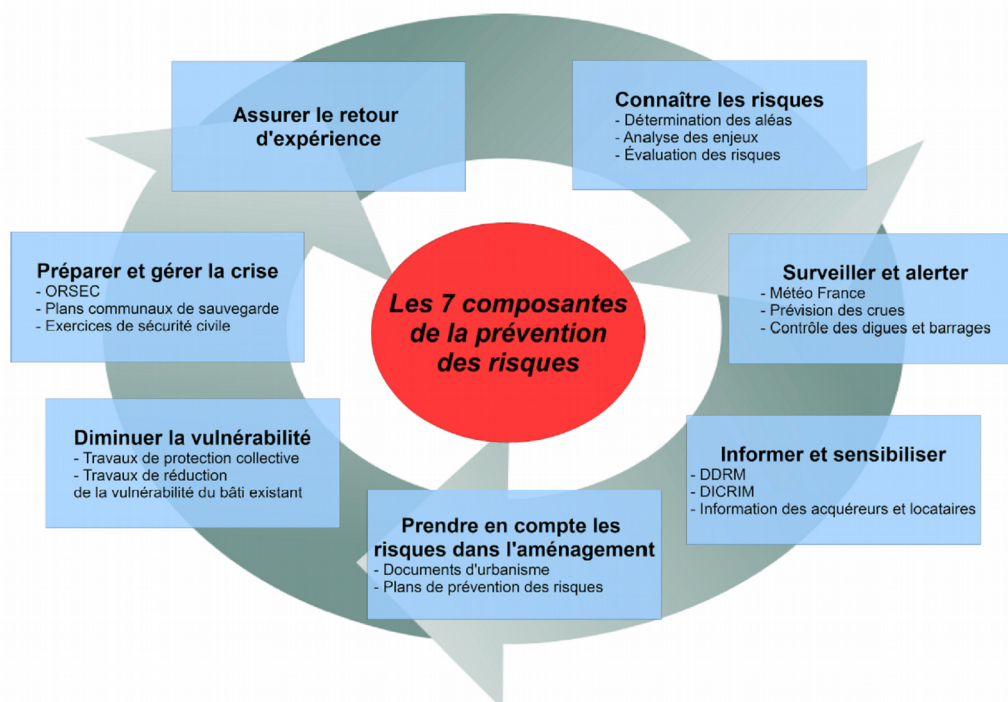 Assurer le retour
d'expérience
Connaître les risques
- Détermination des aléas
- Analyse des enjeux
- Évaluation des risques
Préparer et gérer la crise
- ORSEC
- Plans communaux de sauvegarde
- Exercices de sécurité civile
Les 7 composantes
de la prévention
des risques
Surveiller et alerter
- Météo France
- Prévision des crues
- Contrôle des digues et barrages
Diminuer la vulnérabilité
- Travaux de protection collective
- Travaux de réduction
de la vulnérabilité du bâti existant
Informer et sensibiliser
- DDRM
- DICRIM
- Information des acquéreurs et locataires
Prendre en compte les
risques dans l'aménagement
- Documents d'urbanisme
- Plans de prévention des risques